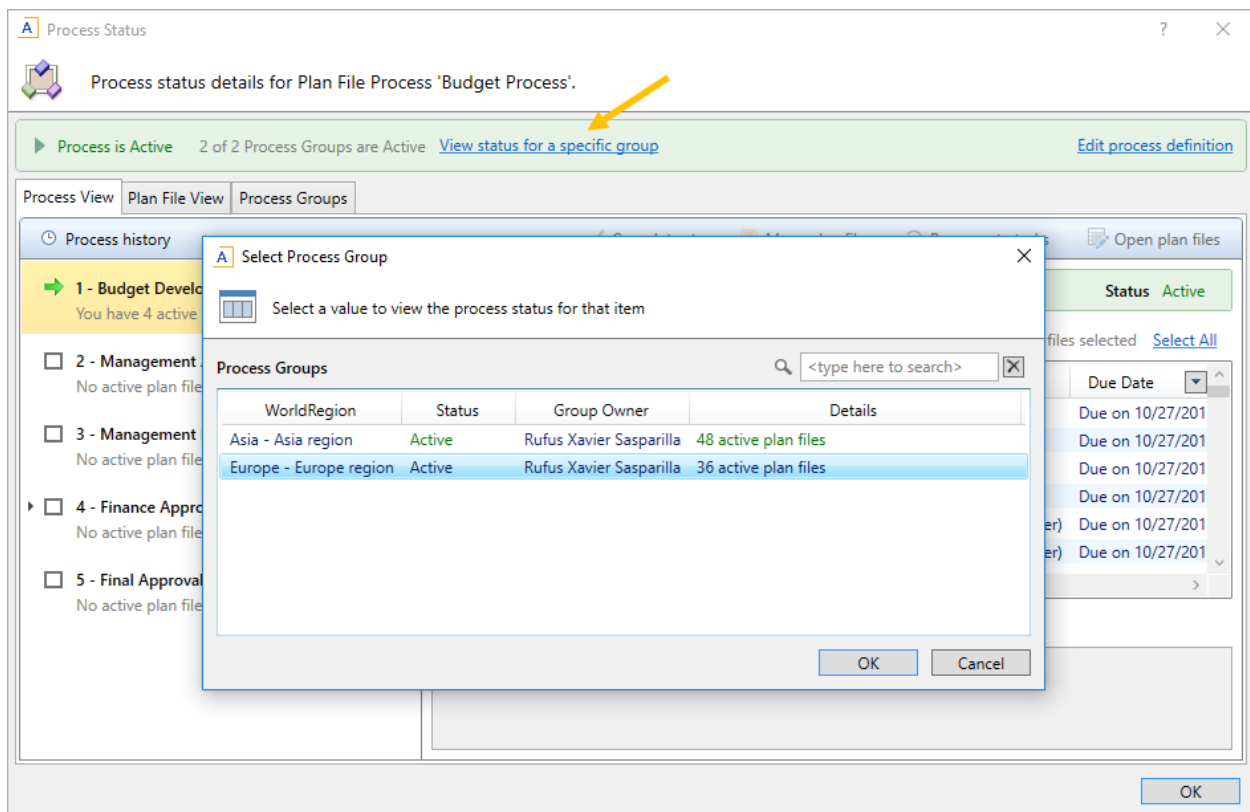 A Process Status ?
Process status details for Plan File Process 'Budget Process'.
Process is Active 2 of 2 Process Groups are Active View status for a specific group Edit process definition
Process View Plan File View Process Groups
Process history Open plan files
A Select Process Group
Select a value to view the process status for that item
1 - Budget
You have 4 active
Status Active
files selected Select All
2 - Management
No active plan file
Process Groups <type here to search>
Due Date
WorldRegion Status Group Owner Details
Due on 10/27/201
Asia - Asia region Active Rufus Xavier Sasparilla 48 active plan files
Due on 10/27/201
Europe - Europe region Active Rufus Xavier Sasparilla 36 active plan files
Due on 10/27/201
3 - Management
No active plan file
Due on 10/27/201
4 - Finance
No active plan file
er) Due on 10/27/201
er) Due on 10/27/201
5 - Final Approval
No active plan file
OK Cancel
OK